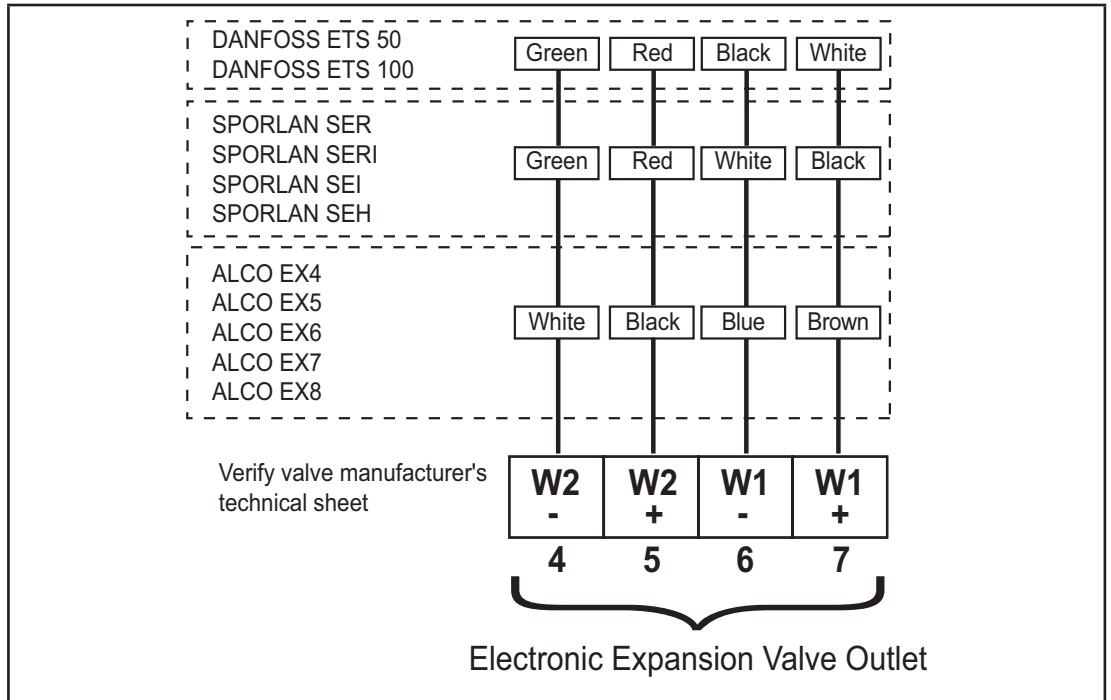 DANFOSS ETS 50
DANFOSS ETS 100
Green Red Black White
SPORLAN SER
SPORLAN SERI
SPORLAN SEI
SPORLAN SEH
Green Red White Black
ALCO EX4
ALCO EX5
ALCO EX6
ALCO EX7
ALCO EX8
White Black Blue Brown
Verify valve manufacturer's
technical sheet
W2 W2 W1 W1
- + - +
4 5 6 7
Electronic Expansion Valve Outlet